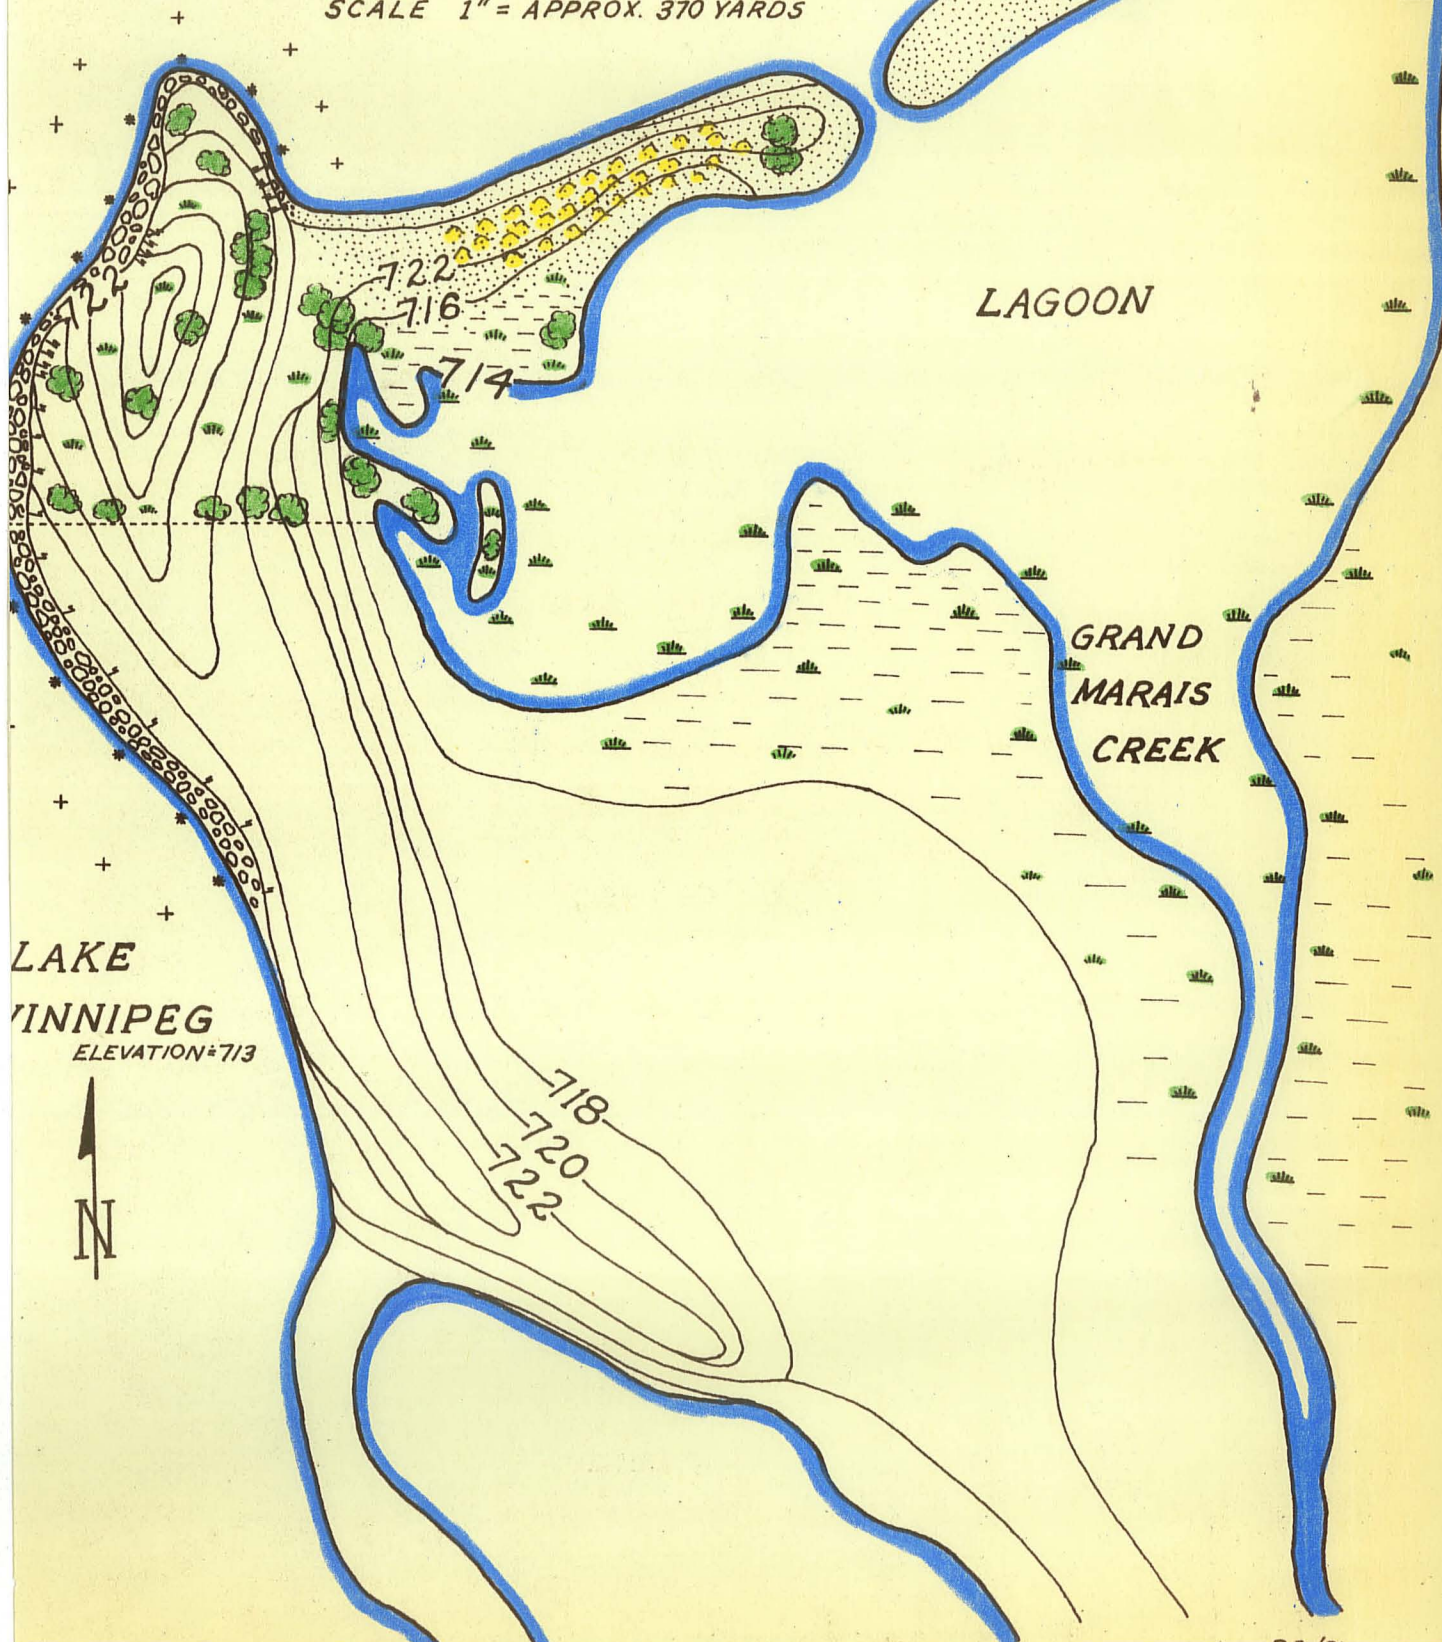 SCALE 1" = APPROX. 370 YARDS
722
722
716
714
LAGOON
GRAND
MARAIS
CREEK
LAKE
INNIPEG
ELEVATION=713
N
718
720
722